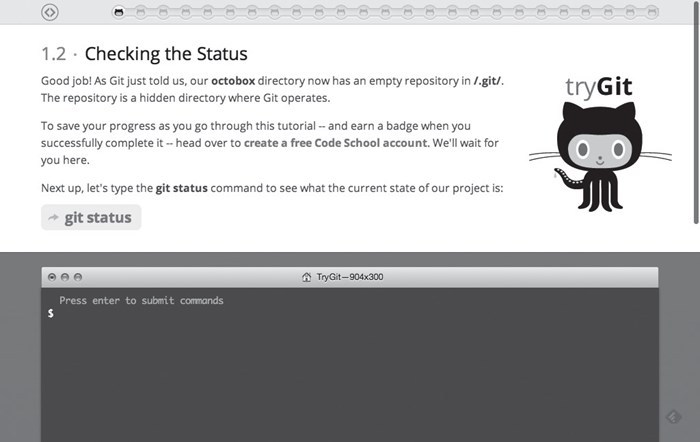 1.2 · Checking the Status
Good job! As Git just told us, our octobox directory now has an empty repository in /.git/.
The repository is a hidden directory where Git operates.
To save your progress as you go through this tutorial -- and earn a badge when you
successfully complete it -- head over to create a free Code School account. We'll wait for
you here.
Next up, let's type the git status command to see what the current state of our project is:
git status
tryGit
TryGit—904x300
Press enter to submit commands
$